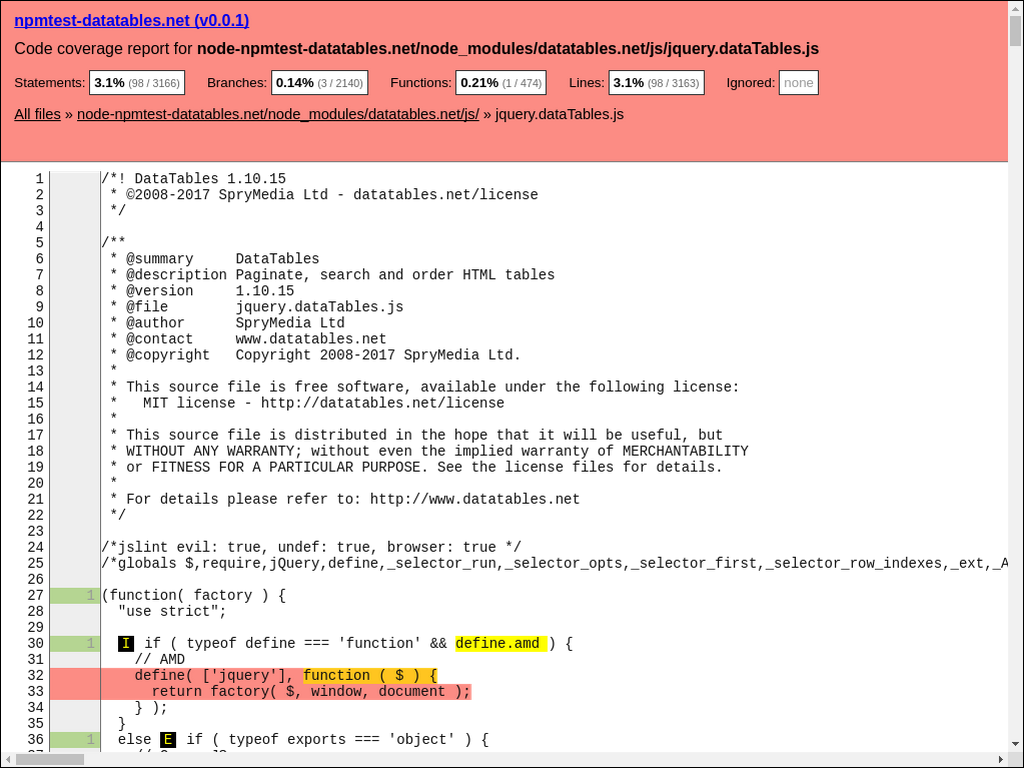 npmtest-datatables.net (v0.0.1)
Code coverage report for node-npmtest-datatables.net/node_modules/datatables.net/js/jquery.dataTables.js
Statements: 3.1% (98 / 3166) Branches: 0.14% (3 / 2140) Functions: 0.21% (1 / 474) Lines: 3.1% (98 / 3163) Ignored: none
All files » node-npmtest-datatables.net/node_modules/datatables.net/js/ » jquery.dataTables.js
1 /*! DataTables 1.10.15
2  * ©2008-2017 SpryMedia Ltd - datatables.net/license
3  */
4
5 /**
6  * @summary     DataTables
7  * @description Paginate, search and order HTML tables
8  * @version     1.10.15
9  * @file        jquery.dataTables.js
10  * @author      SpryMedia Ltd
11  * @contact     www.datatables.net
12  * @copyright   Copyright 2008-2017 SpryMedia Ltd.
13  *
14  * This source file is free software, available under the following license:
15  *   MIT license - http://datatables.net/license
16  *
17  * This source file is distributed in the hope that it will be useful, but
18  * WITHOUT ANY WARRANTY; without even the implied warranty of MERCHANTABILITY
19  * or FITNESS FOR A PARTICULAR PURPOSE. See the license files for details.
20  *
21  * For details please refer to: http://www.datatables.net
22  */
23
24 /*jslint evil: true, undef: true, browser: true */
25 /*globals $,require,jQuery,define,_selector_run,_selector_opts,_selector_first,_selector_row_indexes,_ext,_A
26
27 1 (function( factory ) {
28   "use strict";
29
30 1   I if ( typeof define === 'function' && define.amd ) {
31     // AMD
32     define( ['jquery'], function ( $ ) {
33       return factory( $, window, document );
34     } );
35   }
36 1   else E if ( typeof exports === 'object' ) {